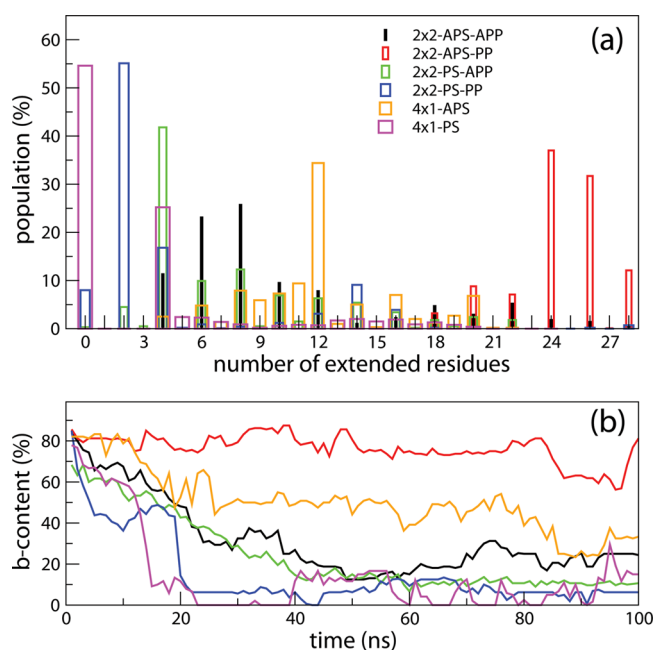 (a)
2x2-APS-APP
2x2-APS-PP
2x2-PS-APP
2x2-PS-PP
4x1-APS
4x1-PS
population (%)
60
50
40
30
20
10
0
0 3 6 9 12 15 18 21 24 27
number of extended residues
(b)
b-content (%)
80
60
40
20
0
0 20 40 60 80 100
time (ns)